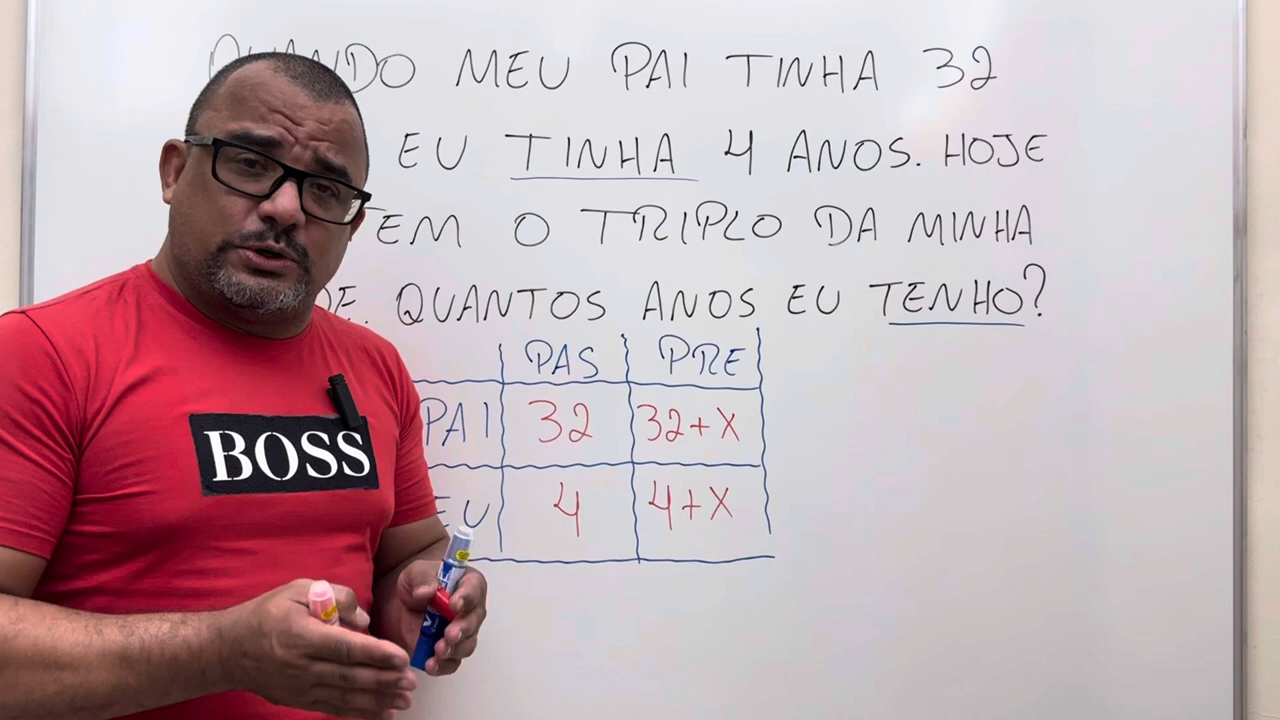 QUANDO MEU PAI TINHA 32
EU TINHA 4 ANOS. HOJE
TEM O TRIPLO DA MINHA
DE. QUANTOS ANOS EU TENHO?
PAS PRE
PAI 32 32+X
EU 4 4+X
BOSS